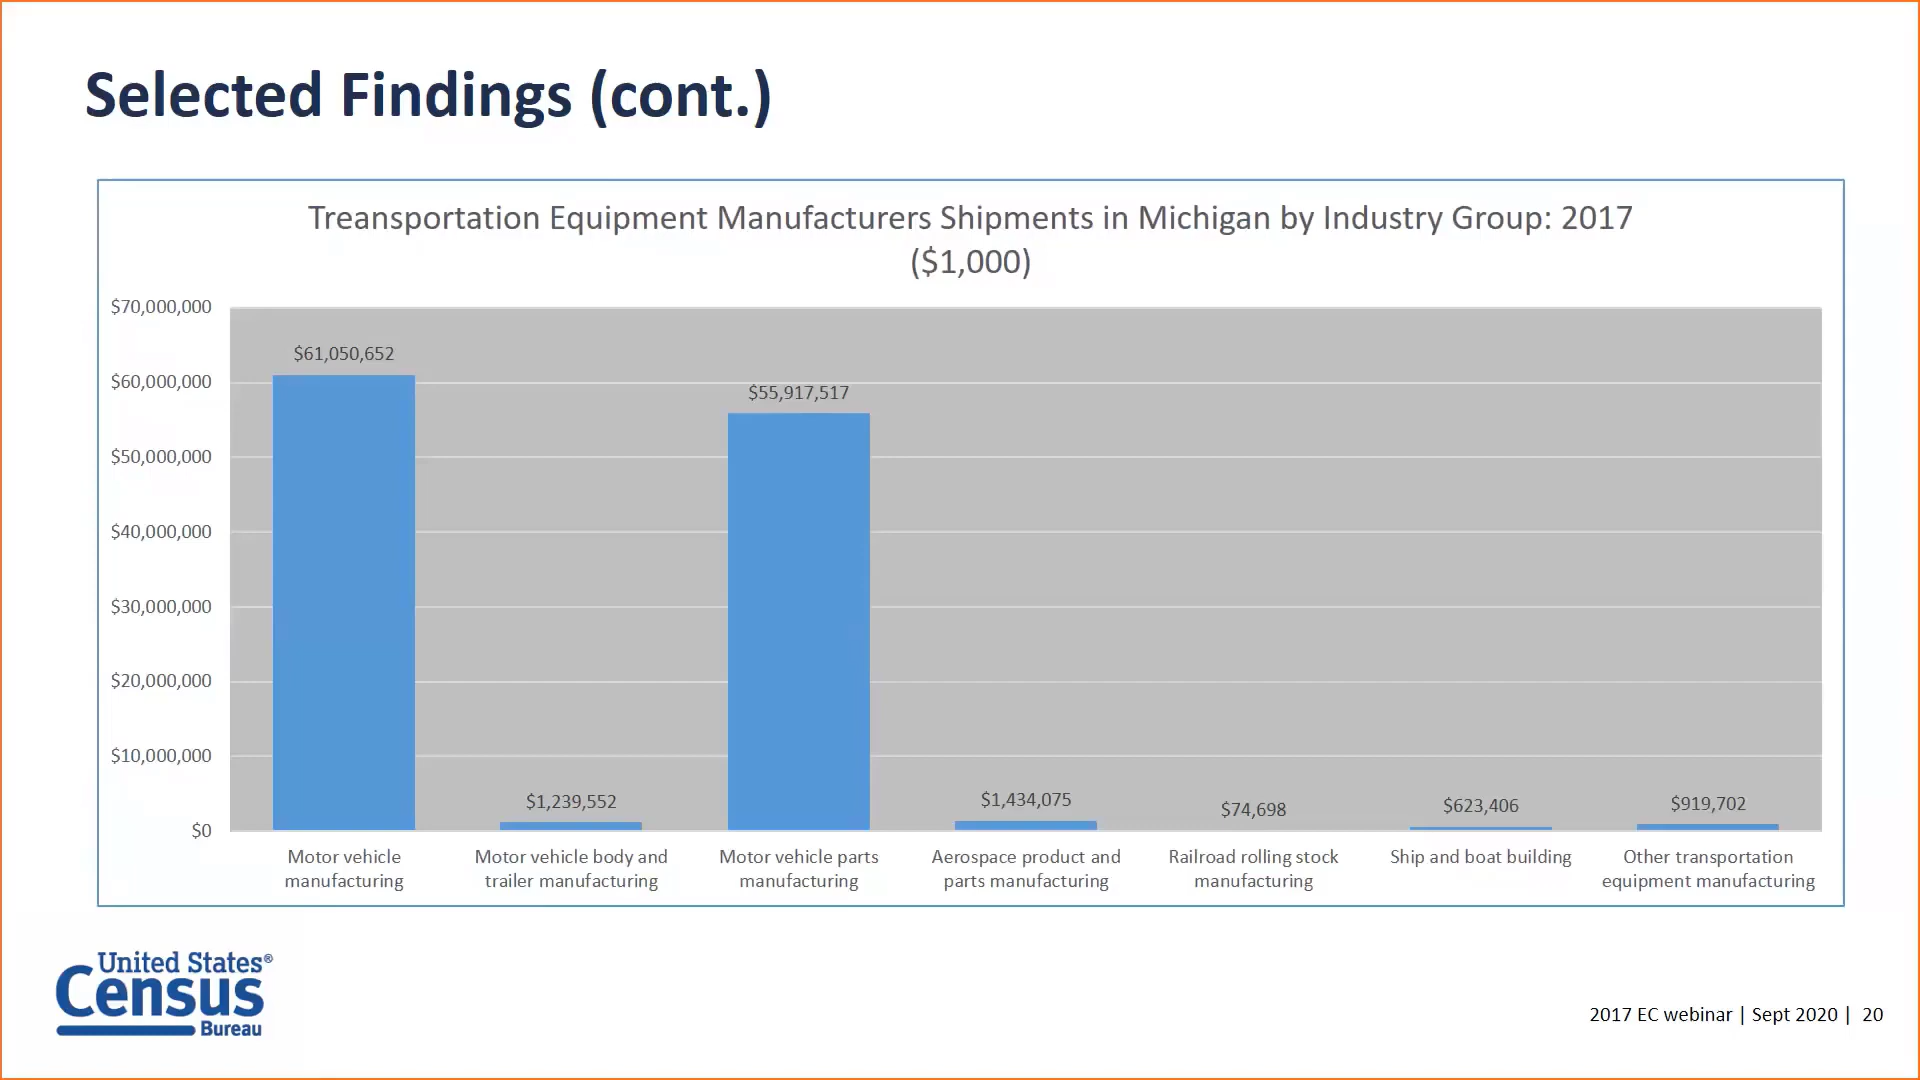 Selected Findings (cont.)
Treansportation Equipment Manufacturers Shipments in Michigan by Industry Group: 2017
($1,000)
$70,000,000
$60,000,000
$50,000,000
$40,000,000
$30,000,000
$20,000,000
$10,000,000
$0
$61,050,652
$1,239,552
$55,917,517
$1,434,075
$74,698
$623,406
$919,702
Motor vehicle
manufacturing
Motor vehicle body and
trailer manufacturing
Motor vehicle parts
manufacturing
Aerospace product and
parts manufacturing
Railroad rolling stock
manufacturing
Ship and boat building
Other transportation
equipment manufacturing
United States®
Census
Bureau
2017 EC webinar | Sept 2020 | 20